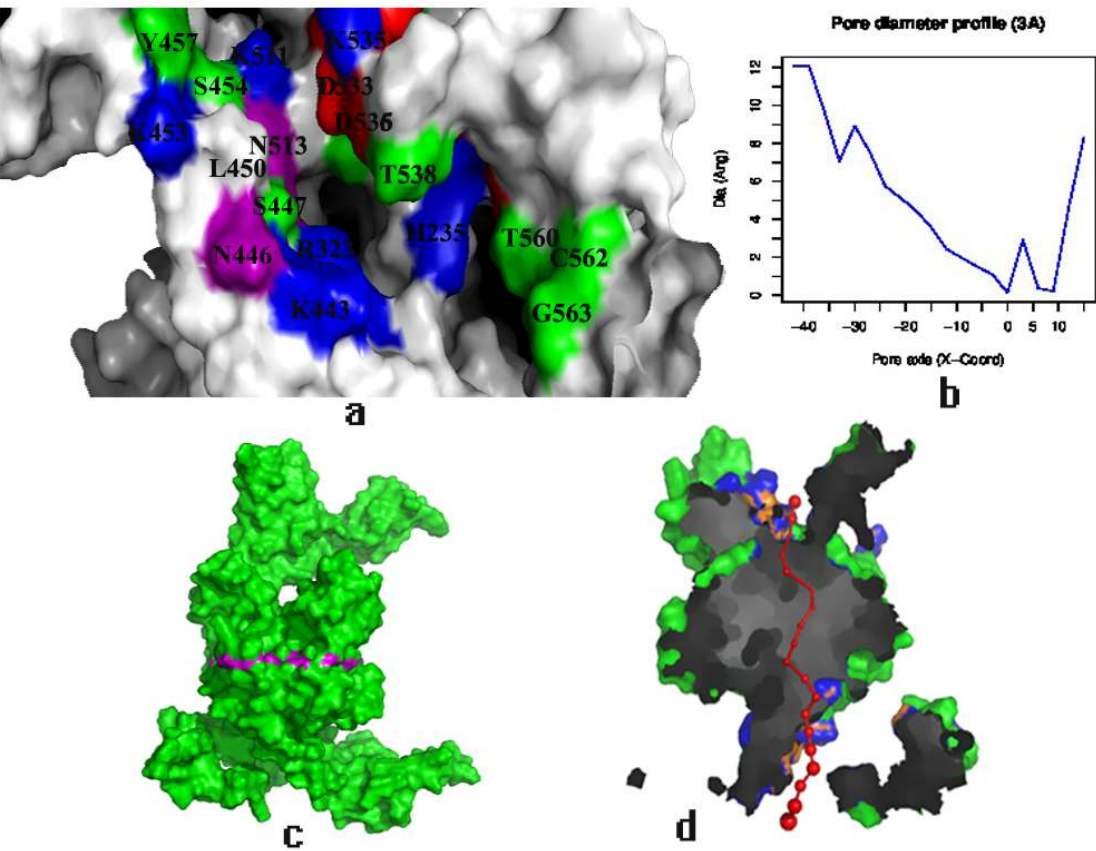 Y457
K511
K535
S454
D533
K453
D536
N513
L450
T538
S447
N446
R323
H235
T560
C562
K443
G563
a
Pore diameter profile (3A)
Dia (Ang)
12
10
8
6
4
2
0
-40
-30
-20
-10
0
5
10
Pore axis (X-Coord)
b
c
d